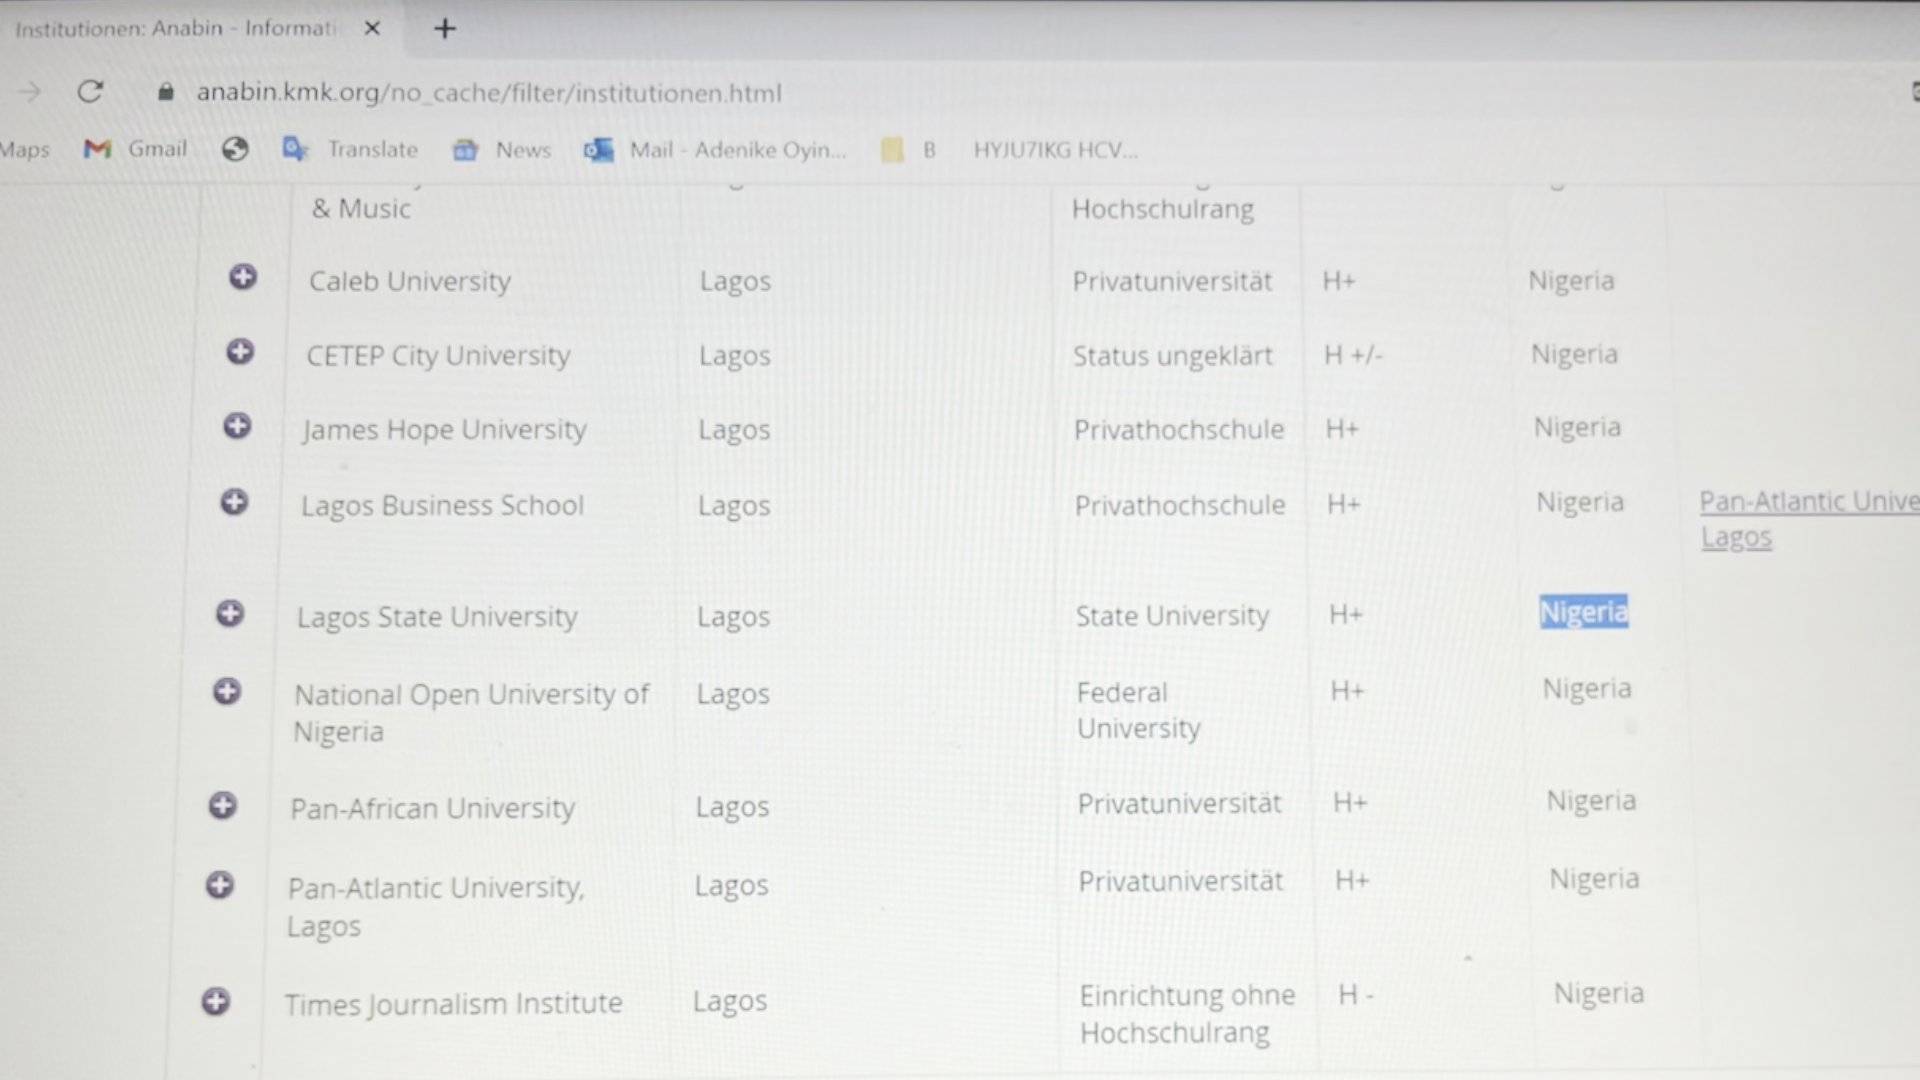 Institutionen: Anabin - Informati
anabin.kmk.org/no_cache/filter/institutionen.html
Maps Gmail Translate News Mail - Adenike Oyin... B HYJU7IKG HCV...
& Music Hochschulrang
Caleb University Lagos Privatuniversität H+ Nigeria
CETEP City University Lagos Status ungeklärt H +/- Nigeria
James Hope University Lagos Privathochschule H+ Nigeria
Lagos Business School Lagos Privathochschule H+ Nigeria Pan-Atlantic Unive
Lagos
Lagos State University Lagos State University H+ Nigeria
National Open University of Lagos Federal H+ Nigeria
Nigeria University
Pan-African University Lagos Privatuniversität H+ Nigeria
Pan-Atlantic University, Lagos Privatuniversität H+ Nigeria
Lagos
Times Journalism Institute Lagos Einrichtung ohne H - Nigeria
Hochschulrang